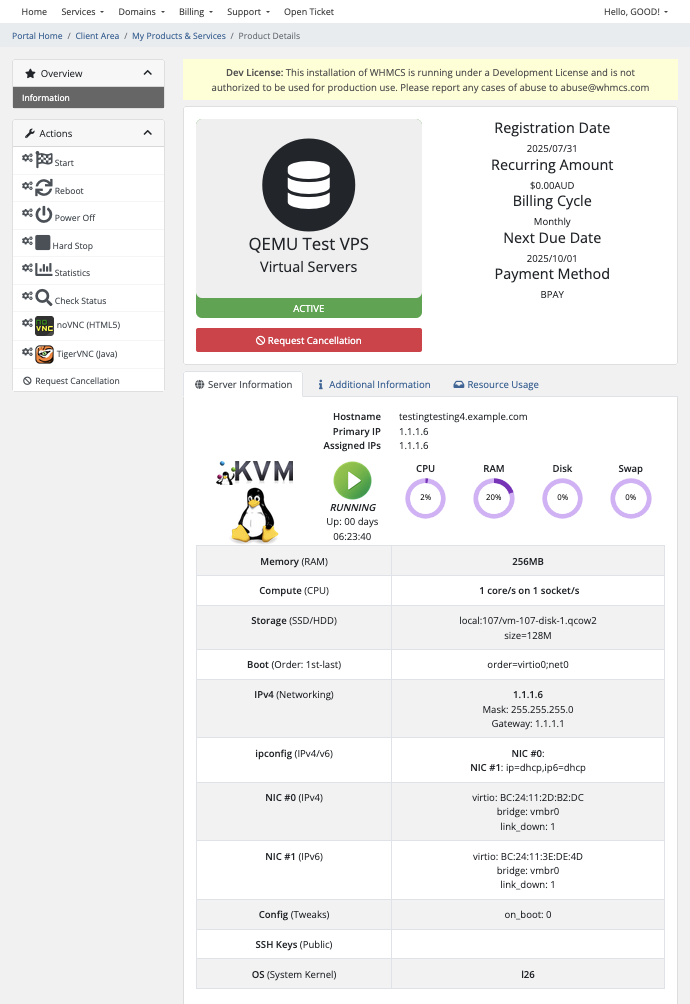 Home Services Domains Billing Support Open Ticket Hello, GOOD!
Portal Home / Client Area / My Products & Services / Product Details
Overview
Information
Actions
Start
Reboot
Power Off
Hard Stop
Statistics
Check Status
noVNC (HTML5)
TigerVNC (Java)
Request Cancellation
Dev License: This installation of WHMCS is running under a Development License and is not
authorized to be used for production use. Please report any cases of abuse to abuse@whmcs.com
QEMU Test VPS
Virtual Servers
ACTIVE
Request Cancellation
Registration Date
2025/07/31
Recurring Amount
$0.00AUD
Billing Cycle
Monthly
Next Due Date
2025/10/01
Payment Method
BPAY
Server Information Additional Information Resource Usage
Hostname testingtesting4.example.com
Primary IP 1.1.1.6
Assigned IPs 1.1.1.6
KVM
RUNNING
Up: 00 days
06:23:40
CPU RAM Disk Swap
2% 20% 0% 0%
Memory (RAM) 256MB
Compute (CPU) 1 core/s on 1 socket/s
Storage (SSD/HDD) local:107/vm-107-disk-1.qcow2
size=128M
Boot (Order: 1st-last) order=virtio0;net0
IPv4 (Networking) 1.1.1.6
Mask: 255.255.255.0
Gateway: 1.1.1.1
ipconfig (IPv4/v6) NIC #0:
NIC #1: ip=dhcp,ip6=dhcp
NIC #0 (IPv4) virtio: BC:24:11:2D:B2:DC
bridge: vmbr0
link_down: 1
NIC #1 (IPv6) virtio: BC:24:11:3E:DE:4D
bridge: vmbr0
link_down: 1
Config (Tweaks) on_boot: 0
SSH Keys (Public)
OS (System Kernel) l26